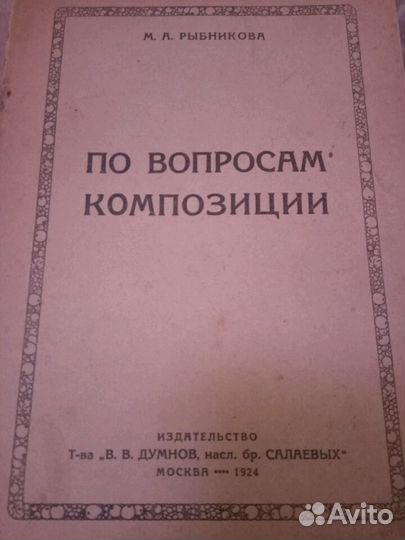 М. А. РЫБНИКОВА
ПО ВОПРОСАМ
КОМПОЗИЦИИ
ИЗДАТЕЛЬСТВО
Т-ва „В. В. ДУМНОВ, насл. бр. САЛАЕВЫХ“
МОСКВА •••• 1924
Avito